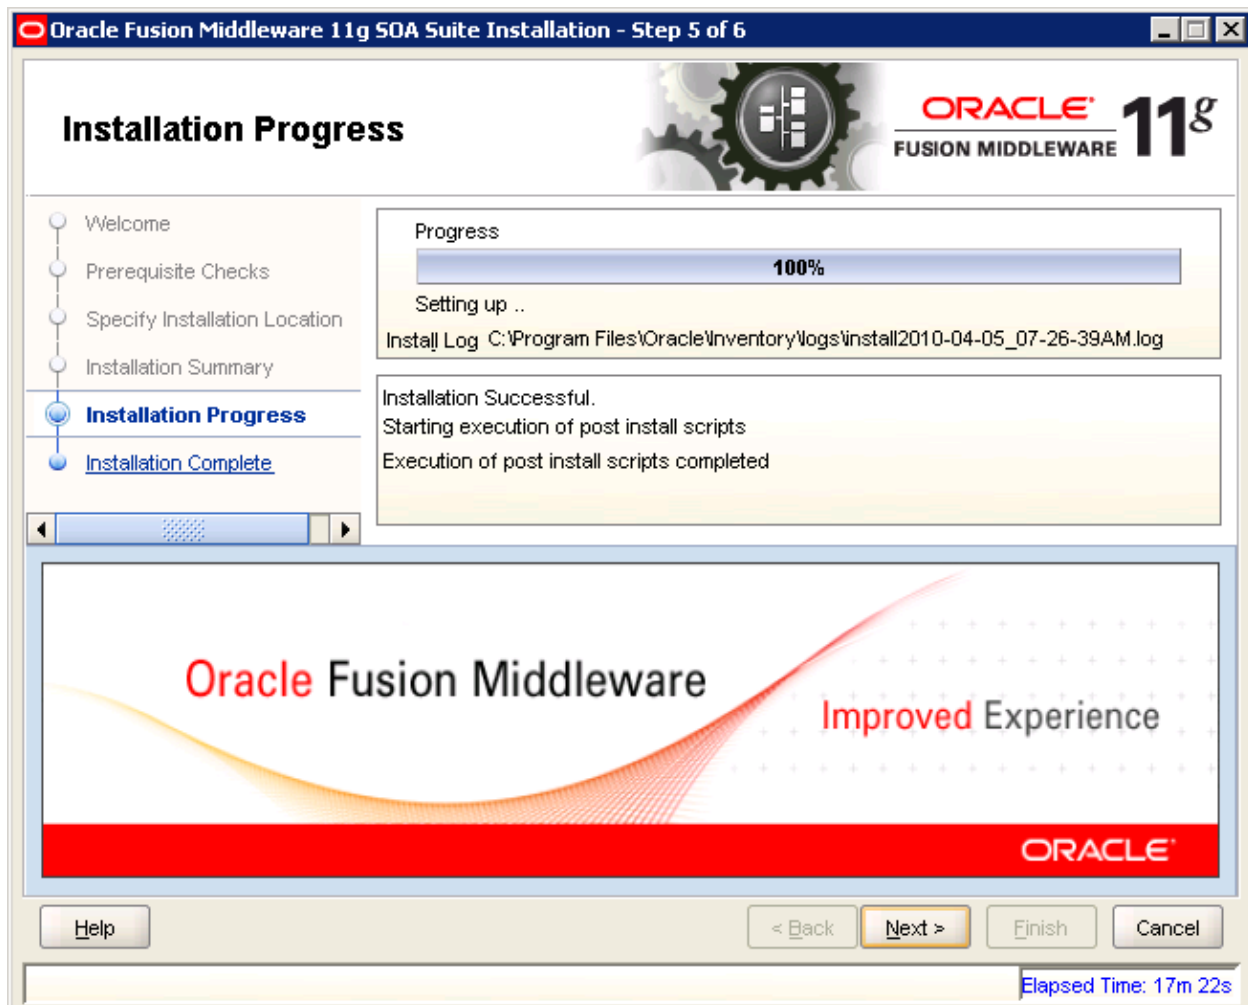 Oracle Fusion Middleware 11g SOA Suite Installation - Step 5 of 6
Installation Progress
ORACLE
FUSION MIDDLEWARE
11g
Welcome
Prerequisite Checks
Specify Installation Location
Installation Summary
Installation Progress
Installation Complete
Progress
100%
Setting up ..
Install Log C:\Program Files\Oracle\Inventory\logs\install2010-04-05_07-26-39AM.log
Installation Successful.
Starting execution of post install scripts
Execution of post install scripts completed
Oracle Fusion Middleware
Improved Experience
ORACLE
Help
< Back
Next >
Finish
Cancel
Elapsed Time: 17m 22s